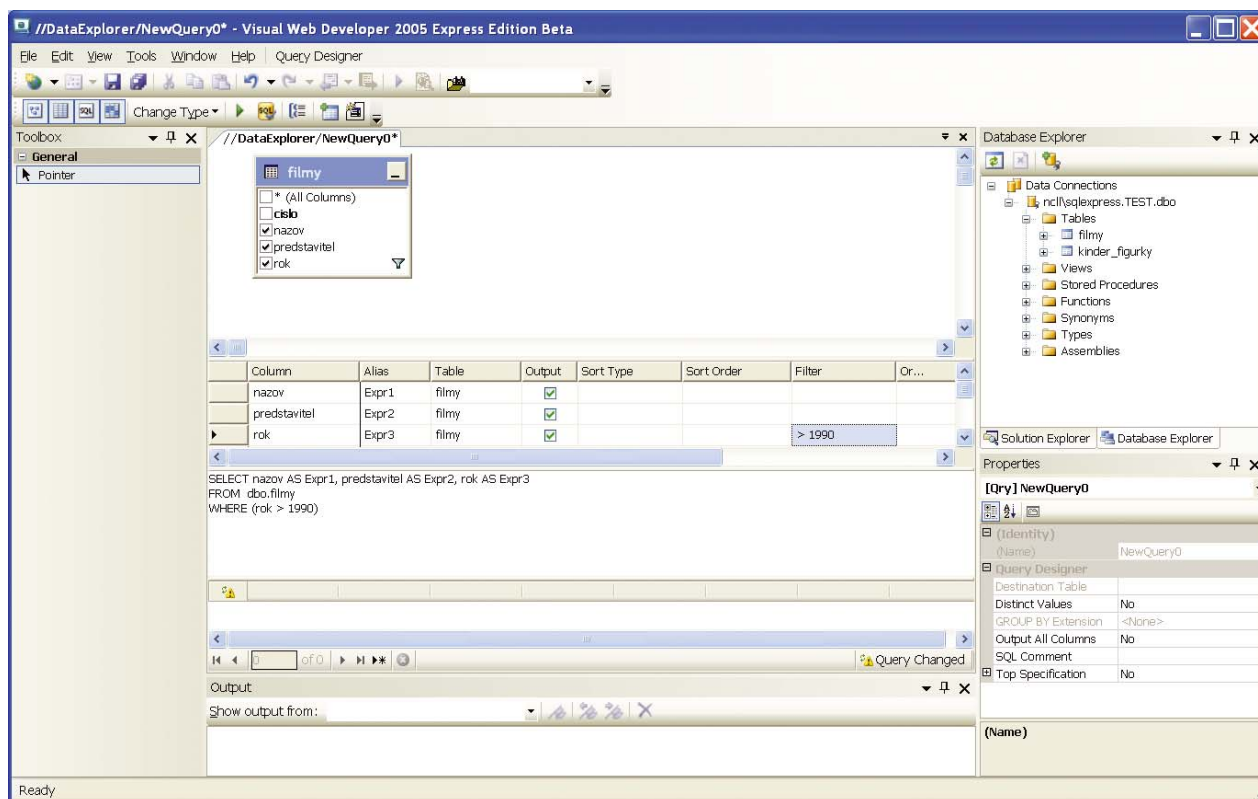 //DataExplorer/NewQuery0* - Visual Web Developer 2005 Express Edition Beta
File Edit View Tools Window Help Query Designer
SQL Change Type SQL
Toolbox
General
Pointer
//DataExplorer/NewQuery0*
filmy
* (All Columns)
cislo
nazov
predstavitel
rok
Column Alias Table Output Sort Type Sort Order Filter Or...
nazov Expr1 filmy
predstavitel Expr2 filmy
rok Expr3 filmy > 1990
SELECT nazov AS Expr1, predstavitel AS Expr2, rok AS Expr3
FROM dbo.filmy
WHERE (rok > 1990)
0 of 0 Query Changed
Output
Show output from:
Database Explorer
Data Connections
ncll\sqlexpress.TEST.dbo
Tables
filmy
kinder_figurky
Views
Stored Procedures
Functions
Synonyms
Types
Assemblies
Solution Explorer Database Explorer
Properties
[Qry] NewQuery0
(Identity)
(Name) NewQuery0
Query Designer
Destination Table
Distinct Values No
GROUP BY Extension <None>
Output All Columns No
SQL Comment
Top Specification No
(Name)
Ready